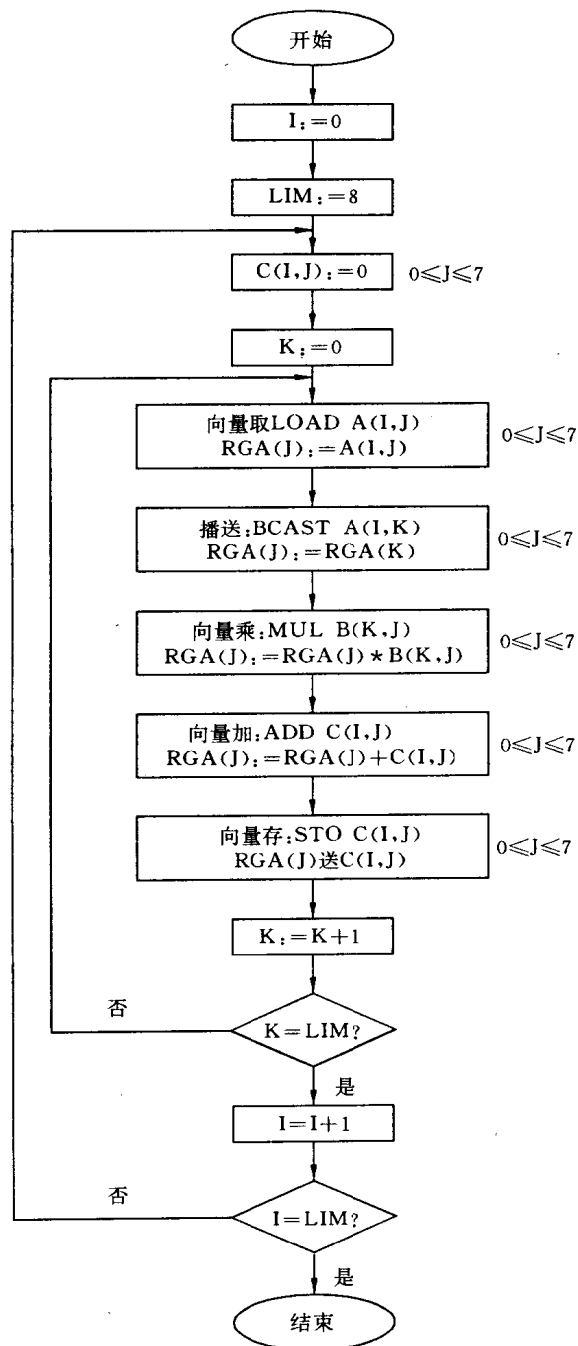 开始
I:=0
LIM:=8
C(I,J):=0 0≤J≤7
K:=0
向量取LOAD A(I,J)
RGA(J):=A(I,J)
0≤J≤7
播送:BCAST A(I,K)
RGA(J):=RGA(K)
0≤J≤7
向量乘:MUL B(K,J)
RGA(J):=RGA(J)*B(K,J)
0≤J≤7
向量加:ADD C(I,J)
RGA(J):=RGA(J)+C(I,J)
0≤J≤7
向量存:STO C(I,J)
RGA(J)送C(I,J)
0≤J≤7
K:=K+1
否
K=LIM?
是
I=I+1
否
I=LIM?
是
结束